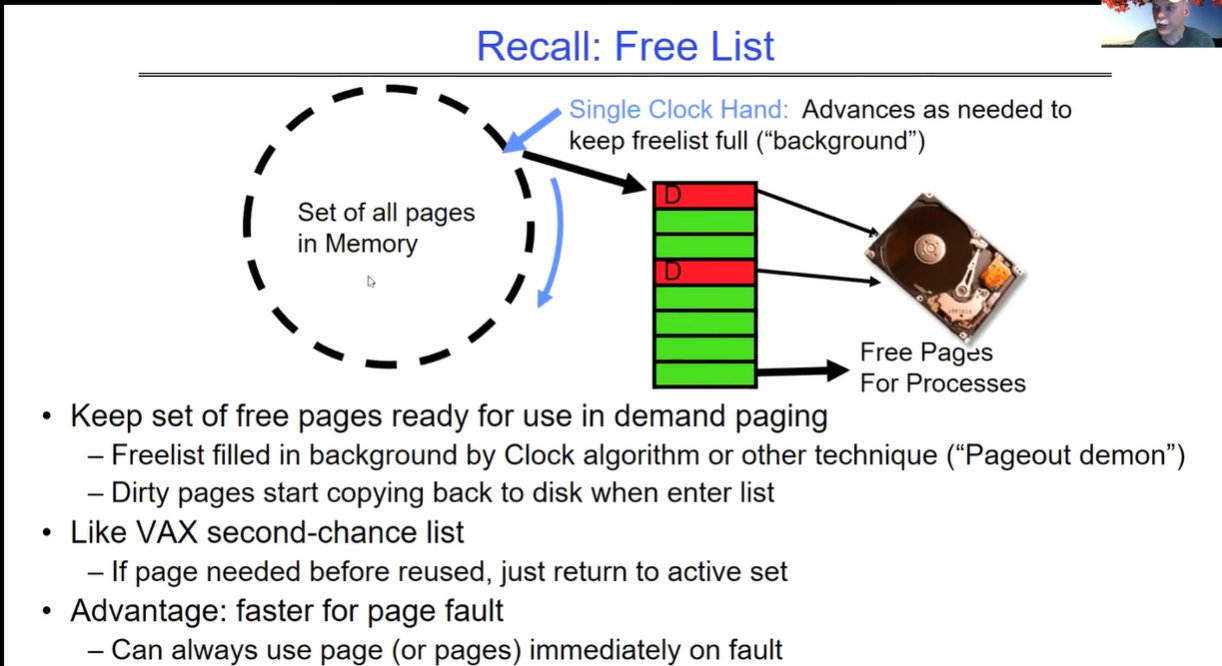 Recall: Free List
Single Clock Hand: Advances as needed to
keep freelist full (“background”)
Set of all pages
in Memory
D
D
Free Pages
For Processes
• Keep set of free pages ready for use in demand paging
– Freelist filled in background by Clock algorithm or other technique (“Pageout demon”)
– Dirty pages start copying back to disk when enter list
• Like VAX second-chance list
– If page needed before reused, just return to active set
• Advantage: faster for page fault
– Can always use page (or pages) immediately on fault